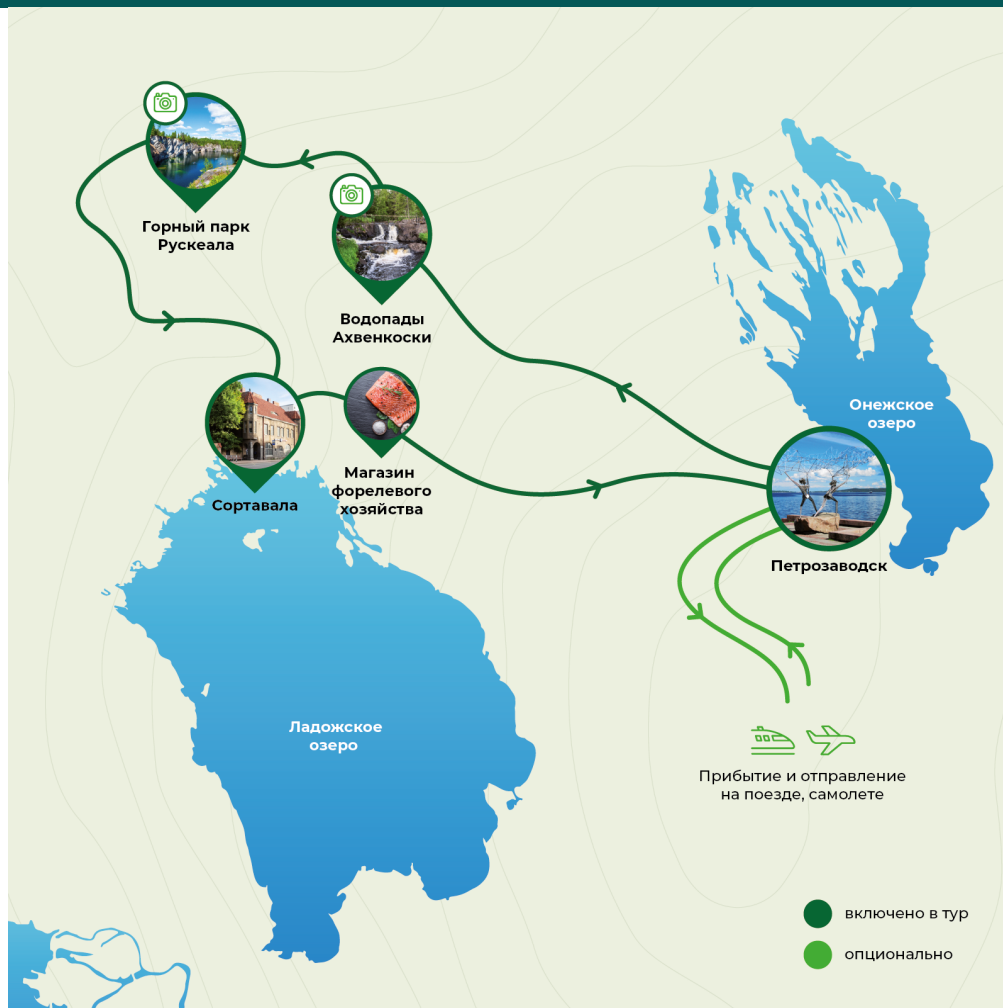 Горный парк
Рускеала
Водопады
Ахвенкоски
Онежское
озеро
Магазин
форелевого
хозяйства
Сортавала
Петрозаводск
Ладожское
озеро
Прибытие и отправление
на поезде, самолете
включено в тур
опционально